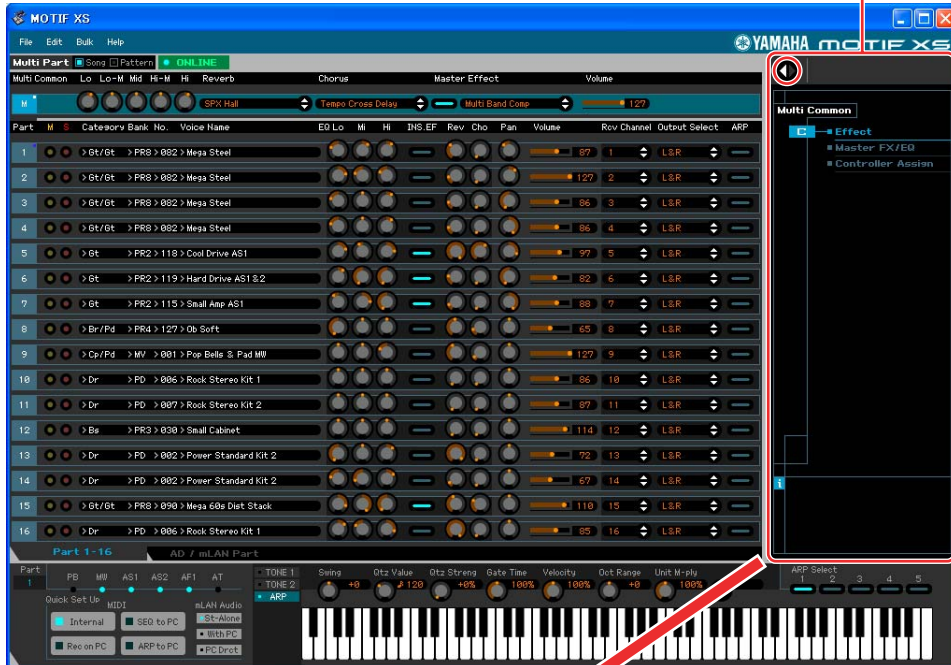 MOTIF XS
File Edit Bulk Help
YAMAHA MOTIF XS
Multi Part Song Pattern ONLINE
Multi Common Lo Lo-M Mid Hi-M Hi Reverb Chorus Master Effect Volume
M SPX Hall Tempo Cross Delay Multi Band Comp 127
Part M S Category Bank No. Voice Name EQ Lo Mi Hi INS.EF Rev Cho Pan Volume Rcv Channel Output Select ARP
1 >Gt/Gt >PR8 >082 >Mega Steel 87 1 L&R
2 >Gt/Gt >PR8 >082 >Mega Steel 127 2 L&R
3 >Gt/Gt >PR8 >082 >Mega Steel 86 3 L&R
4 >Gt/Gt >PR8 >082 >Mega Steel 86 4 L&R
5 >Gt >PR2 >118 >Cool Drive AS1 97 5 L&R
6 >Gt >PR2 >119 >Hard Drive AS1&2 82 6 L&R
7 >Gt >PR2 >115 >Small Amp AS1 88 7 L&R
8 >Br/Pd >PR4 >127 >Ob Soft 65 8 L&R
9 >Cp/Pd >MV >001 >Pop Bells & Pad MW 127 9 L&R
10 >Dr >PD >006 >Rock Stereo Kit 1 86 10 L&R
11 >Dr >PD >007 >Rock Stereo Kit 2 87 11 L&R
12 >Bs >PR3 >030 >Small Cabinet 114 12 L&R
13 >Dr >PD >002 >Power Standard Kit 2 72 13 L&R
14 >Dr >PD >002 >Power Standard Kit 2 67 14 L&R
15 >Gt/Gt >PR8 >090 >Mega 60s Dist Stack 110 15 L&R
16 >Dr >PD >006 >Rock Stereo Kit 1 85 16 L&R
Part 1-16 AD / mLAN Part
Multi Common
C Effect
Master FX/EQ
Controller Assign
i
Part
1
PB MW AS1 AS2 AF1 AT
Quick Set Up MIDI mLAN Audio
Internal SEQ to PC St-Alone
With PC
Rec on PC ARP to PC PC Drct
TONE 1
TONE 2
ARP
Swing Qtz Value Qtz Streng Gate Time Velocity Oct Range Unit M-ply
+0 120 +0% 100% 100% +0 100%
ARP Select
1 2 3 4 5